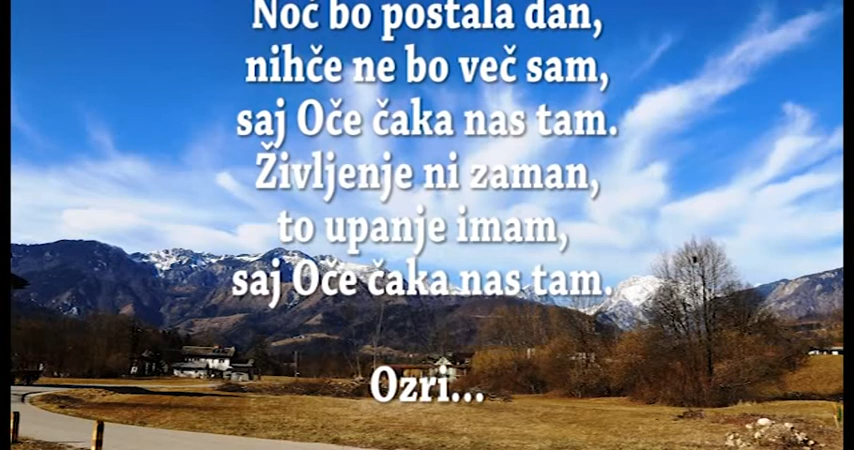 Noč bo postala dan,
nihče ne bo več sam,
saj Oče čaka nas tam.
Življenje ni zaman,
to upanje imam,
saj Oče čaka nas tam.
Ozri...